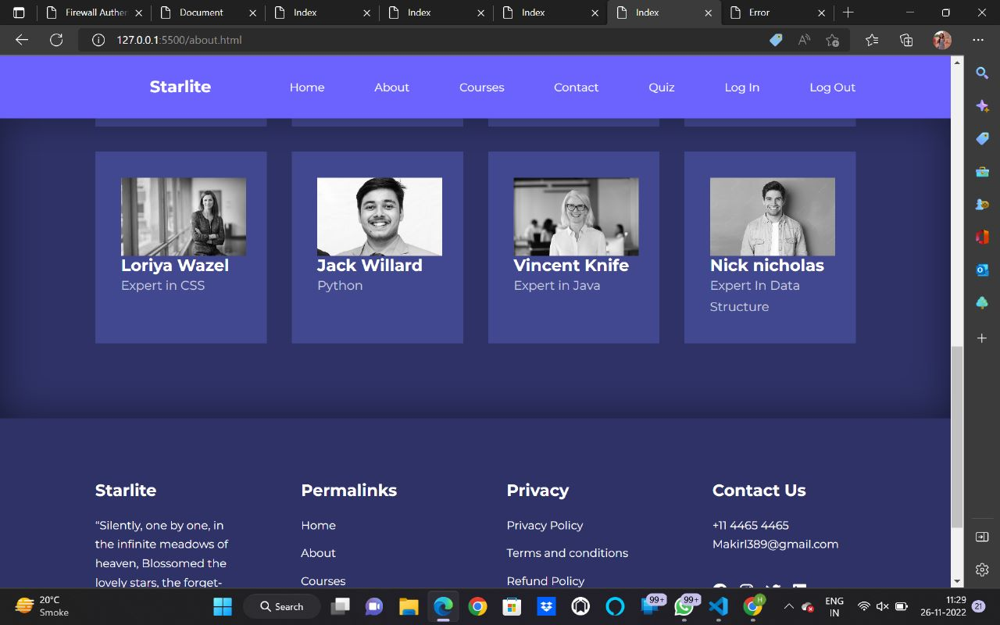 Firewall Authen
Document
Index
Index
Index
Index
Error
127.0.0.1:5500/about.html
Starlite
Home
About
Courses
Contact
Quiz
Log In
Log Out
Loriya Wazel
Expert in CSS
Jack Willard
Python
Vincent Knife
Expert in Java
Nick nicholas
Expert In Data
Structure
Starlite
“Silently, one by one, in
the infinite meadows of
heaven, Blossomed the
lovely stars, the forget-
Permalinks
Home
About
Courses
Privacy
Privacy Policy
Terms and conditions
Refund Policy
Contact Us
+11 4465 4465
Makirl389@gmail.com
20°C
Smoke
Search
99+
99+
H
ENG
IN
11:29
26-11-2022
21